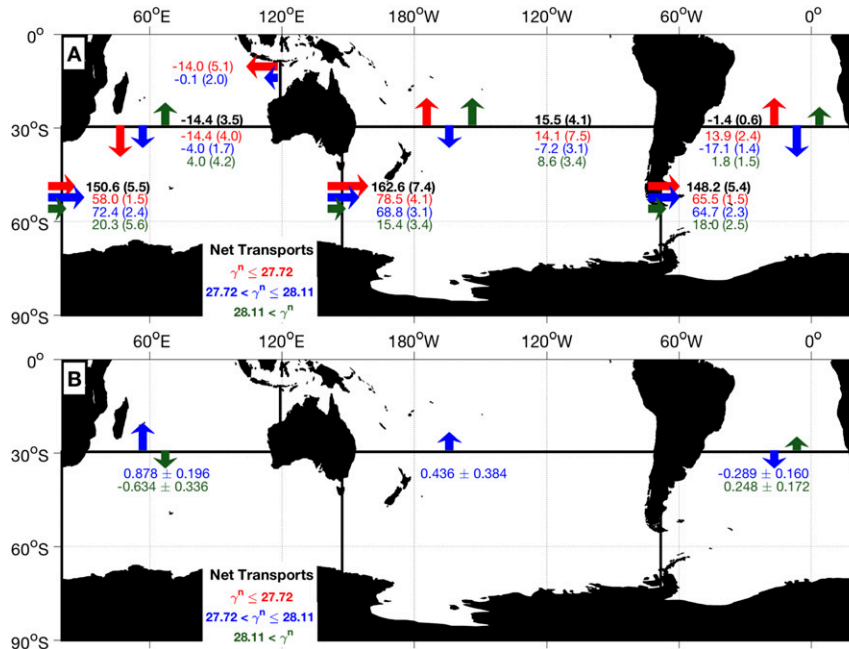 60°E 120°E 180°W 120°W 60°W 0°
0°
A
-14.0 (5.1)
-0.1 (2.0)
30°S
-14.4 (3.5) 15.5 (4.1) -1.4 (0.6)
-14.4 (4.0) 14.1 (7.5) 13.9 (2.4)
-4.0 (1.7) -7.2 (3.1) -17.1 (1.4)
4.0 (4.2) 8.6 (3.4) 1.8 (1.5)
150.6 (5.5) 162.6 (7.4) 148.2 (5.4)
58.0 (1.5) 78.5 (4.1) 65.5 (1.5)
72.4 (2.4) 68.8 (3.1) 64.7 (2.3)
20.3 (5.6) 15.4 (3.4) 18.0 (2.5)
60°S
Net Transports
γⁿ ≤ 27.72
27.72 < γⁿ ≤ 28.11
28.11 < γⁿ
90°S
60°E 120°E 180°W 120°W 60°W 0°
0°
B
30°S
0.878 ± 0.196 0.436 ± 0.384 -0.289 ± 0.160
-0.634 ± 0.336 0.248 ± 0.172
60°S
Net Transports
γⁿ ≤ 27.72
27.72 < γⁿ ≤ 28.11
28.11 < γⁿ
90°S